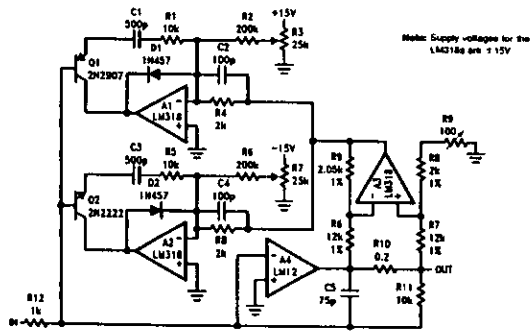 C1
500p
R1
10k
R2
200k
+15V
R3
25k
Note: Supply voltages for the
LM318s are ± 15V
D1
1N457
C2
100p
Q1
2N2907
A1
LM318
R4
2k
R9
100
C3
500p
R5
10k
R6
200k
-15V
R7
25k
D2
1N457
C4
100p
R9
2.05k
1%
A3
LM318
R8
2k
1%
Q2
2N2222
A2
LM318
R8
2k
A4
LM12
R6
12k
1%
R7
12k
1%
R10
0.2
OUT
R12
1k
IN
C5
75p
R11
10k